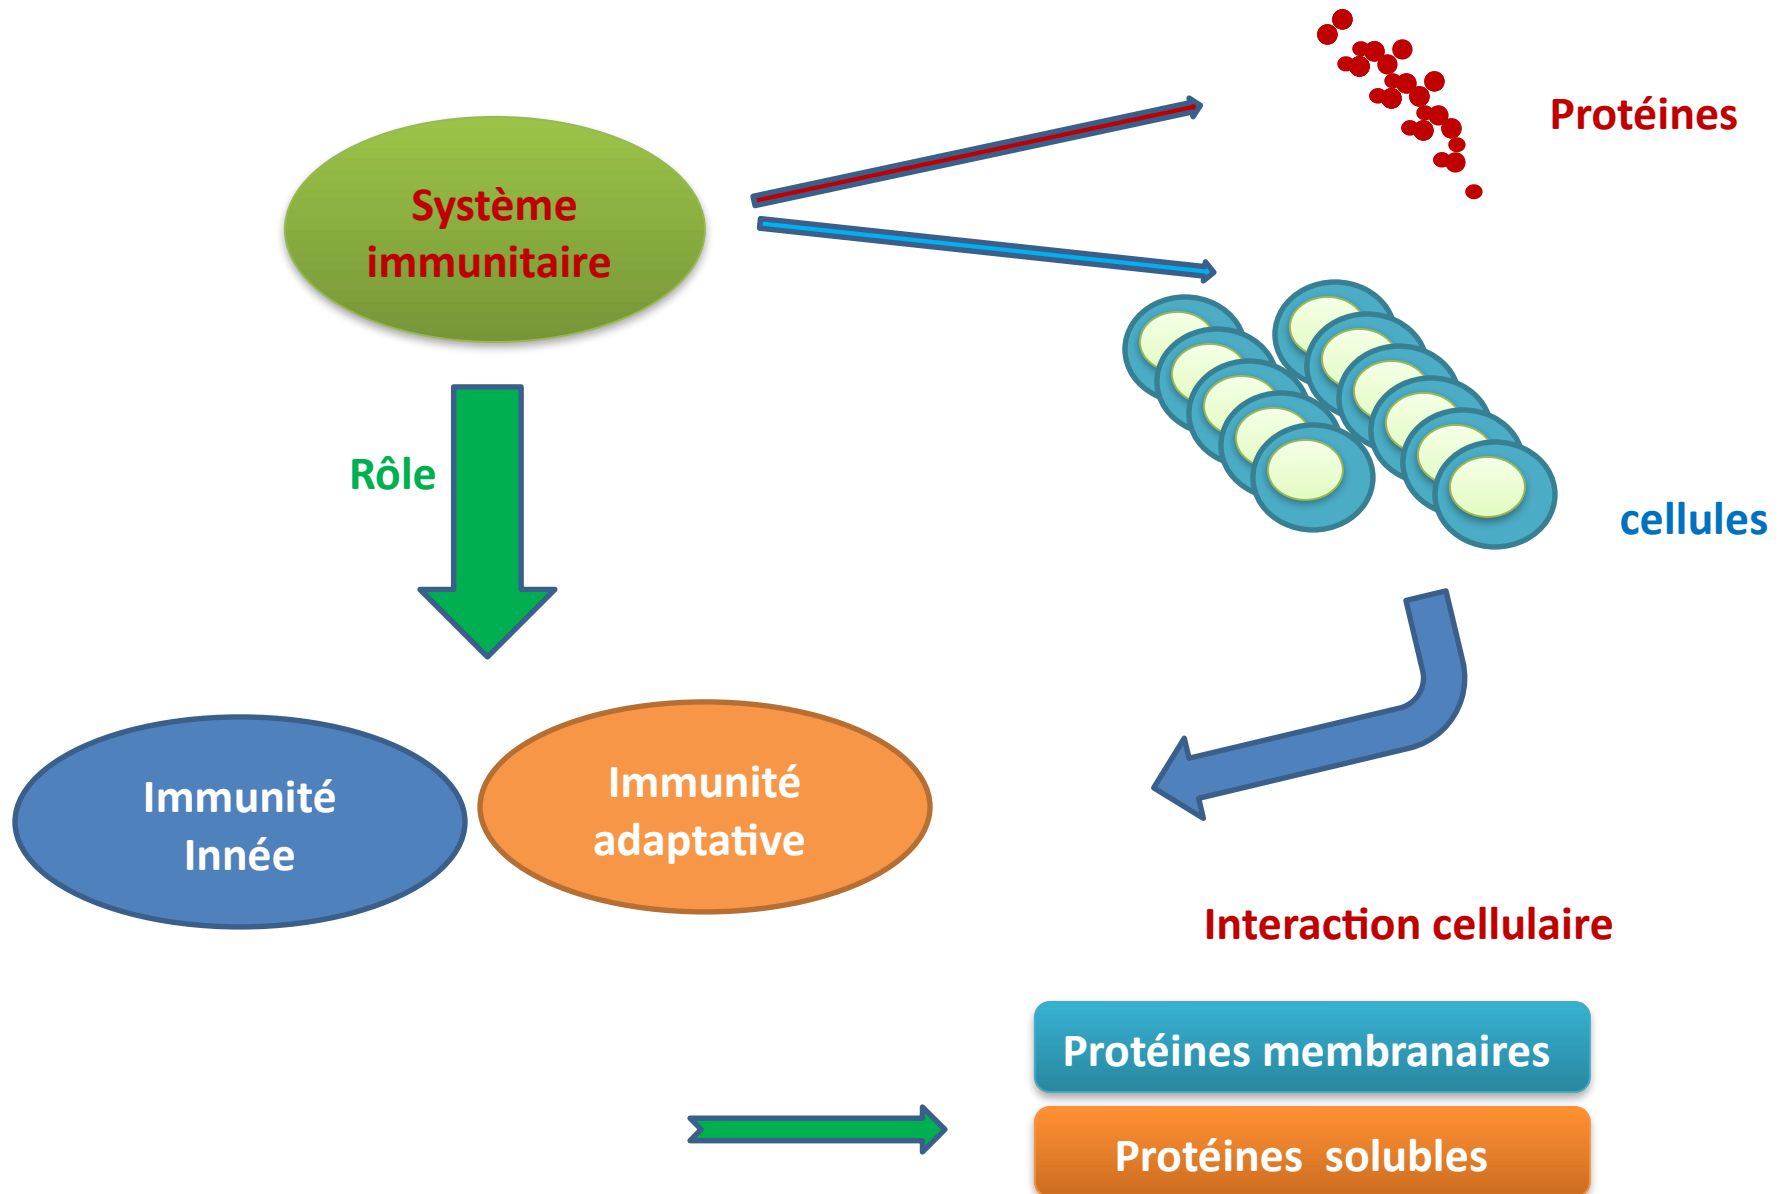 Protéines
Système
immunitaire
Rôle
cellules
Immunité
Innée
Immunité
adaptative
Interaction cellulaire
Protéines membranaires
Protéines solubles